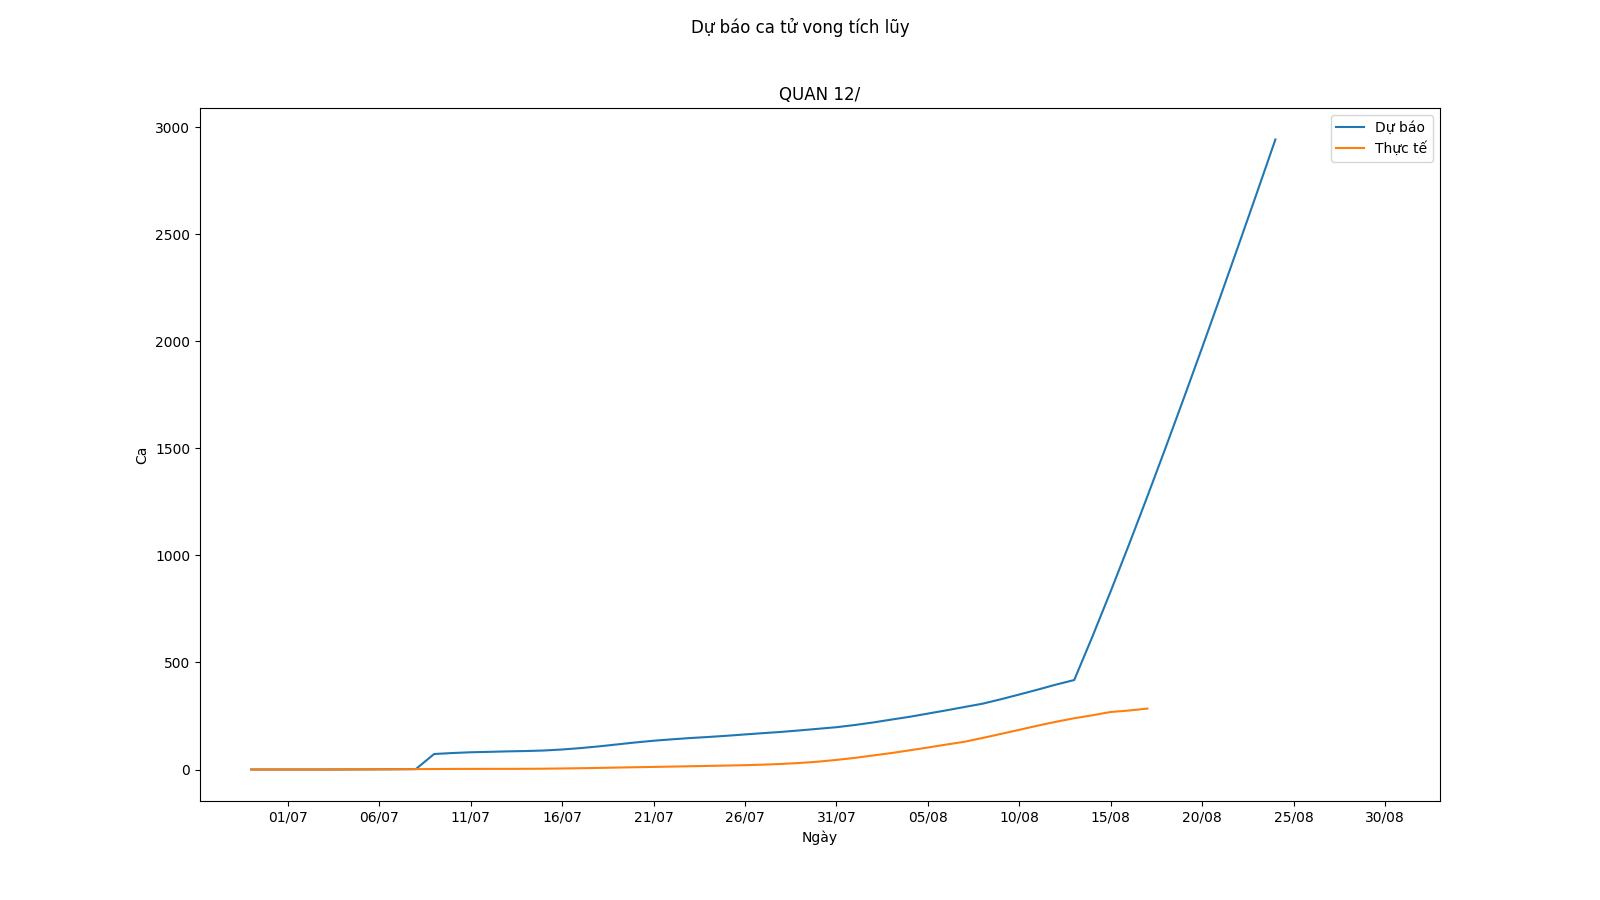 Dự báo ca tử vong tích lũy
QUAN 12/
Dự báo
Thực tế
3000
2500
2000
1500
1000
500
0
Ca
01/07 06/07 11/07 16/07 21/07 26/07 31/07 05/08 10/08 15/08 20/08 25/08 30/08
Ngày